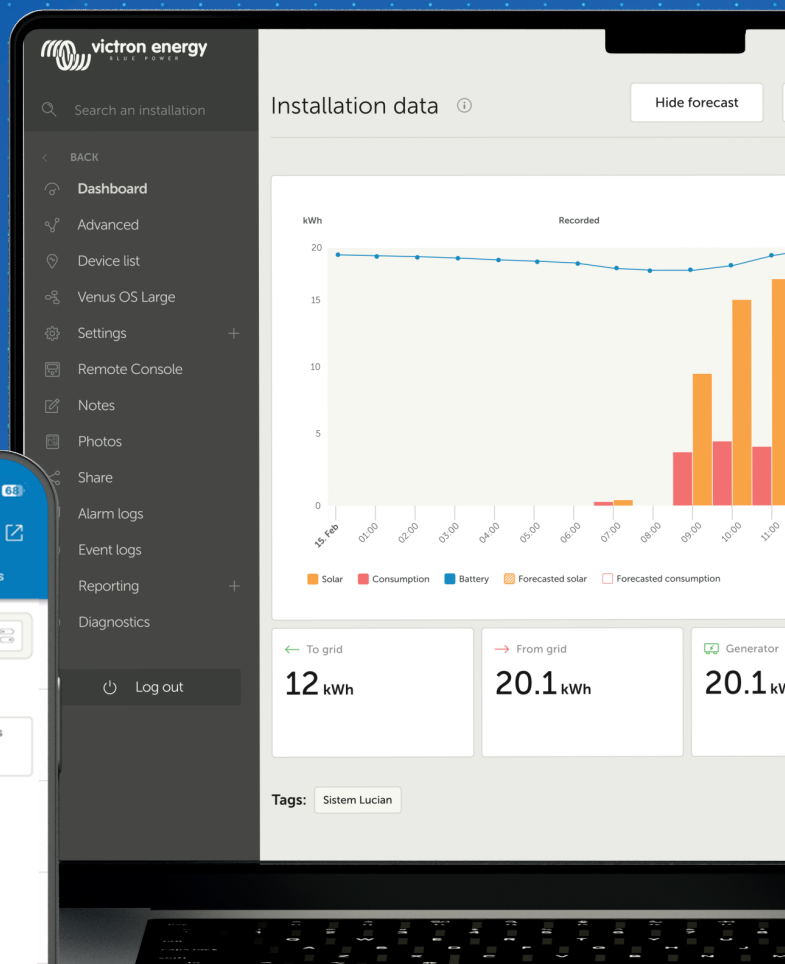 victron energy
BLUE POWER
Search an installation
BACK
Dashboard
Advanced
Device list
Venus OS Large
Settings
Remote Console
Notes
Photos
Share
Alarm logs
Event logs
Reporting
Diagnostics
Log out
68
Installation data
Hide forecast
kWh
Recorded
20
15
10
5
0
15. Feb
01:00
02:00
03:00
04:00
05:00
06:00
07:00
08:00
09:00
10:00
11:00
Solar
Consumption
Battery
Forecasted solar
Forecasted consumption
To grid
12 kWh
From grid
20.1 kWh
Generator
20.1
Tags:
Sistem Lucian